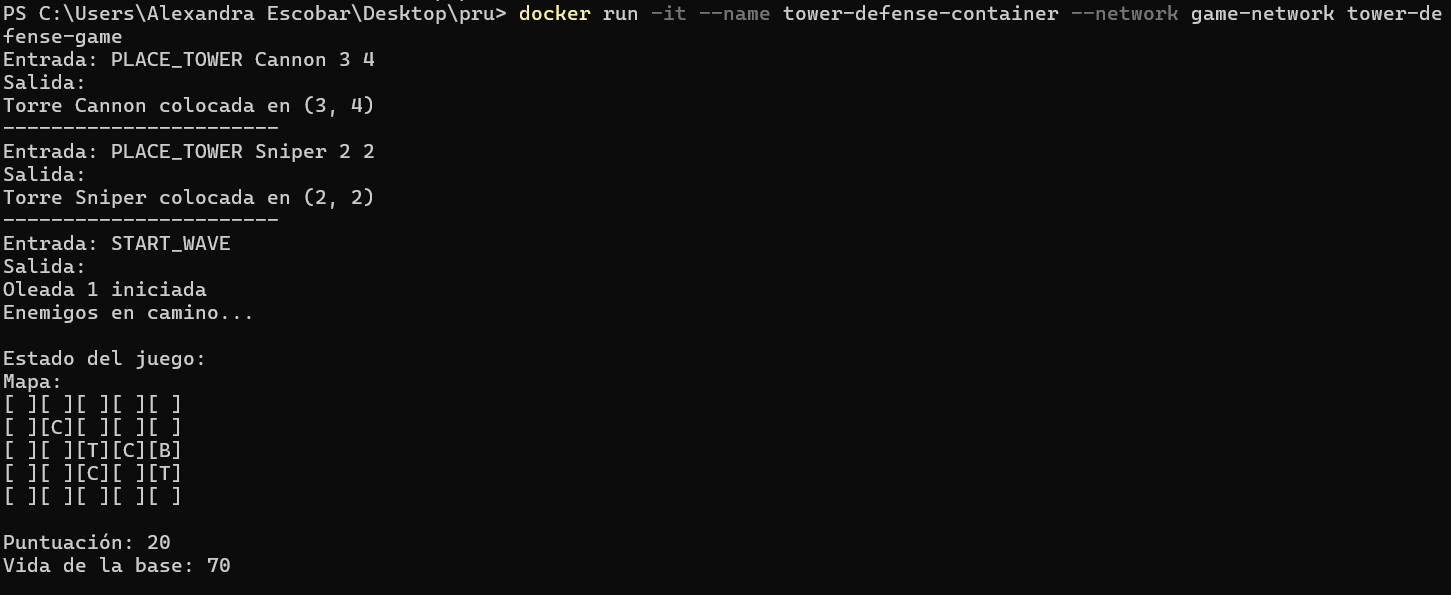 PS C:\Users\Alexandra Escobar\Desktop\pru> docker run -it --name tower-defense-container --network game-network tower-de
fense-game
Entrada: PLACE_TOWER Cannon 3 4
Salida:
Torre Cannon colocada en (3, 4)
-----------------------
Entrada: PLACE_TOWER Sniper 2 2
Salida:
Torre Sniper colocada en (2, 2)
-----------------------
Entrada: START_WAVE
Salida:
Oleada 1 iniciada
Enemigos en camino...
Estado del juego:
Mapa:
[ ][ ][ ][ ][ ]
[ ][C][ ][ ][ ]
[ ][ ][T][C][B]
[ ][ ][C][ ][T]
[ ][ ][ ][ ][ ]
Puntuación: 20
Vida de la base: 70